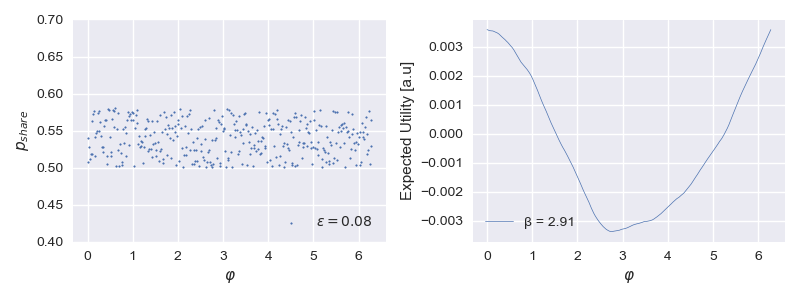 0.70
0.65
0.60
0.55
0.50
0.45
0.40
p_share
ε = 0.08
0 1 2 3 4 5 6
φ
Expected Utility [a.u]
0.003
0.002
0.001
0.000
−0.001
−0.002
−0.003
β = 2.91
0 1 2 3 4 5 6
φ